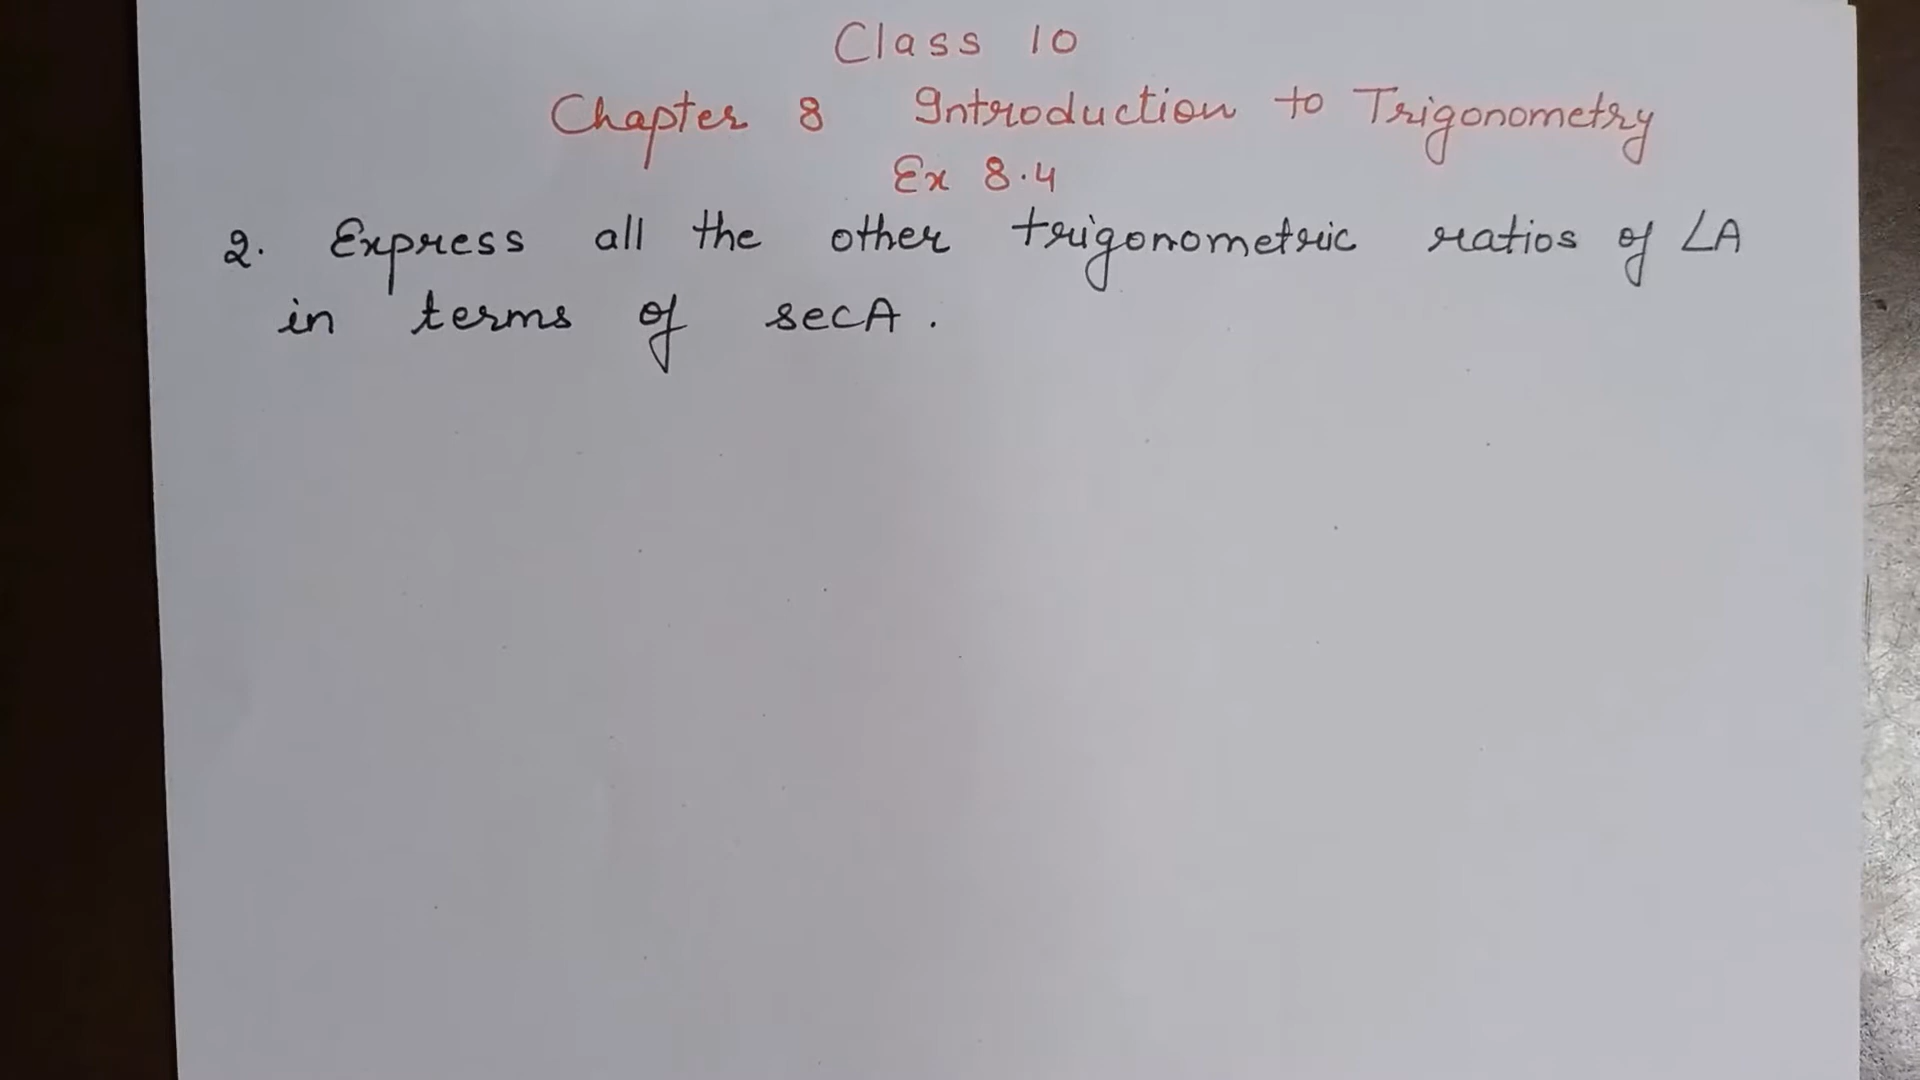 Class 10
Chapter 8 Introduction to Trigonometry
Ex 8.4
2. Express all the other trigonometric ratios of ∠A
in terms of secA.